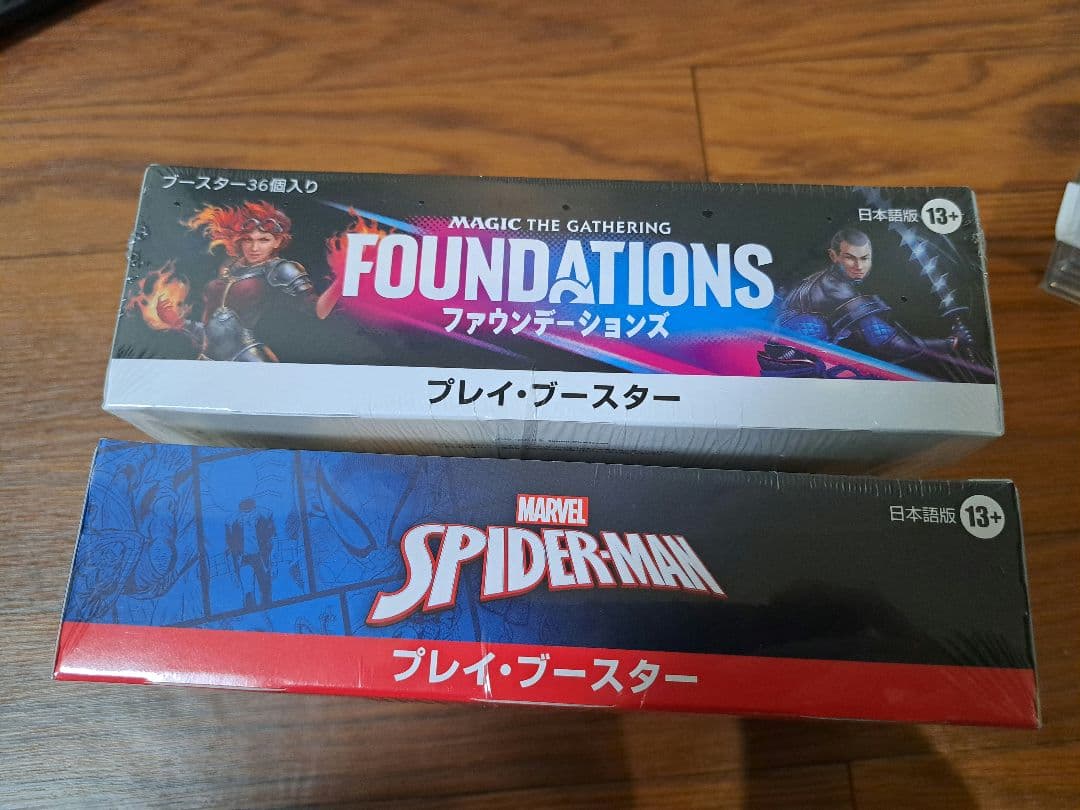 ブースター36個入り
日本語版 13+
MAGIC THE GATHERING
FOUNDATIONS
ファウンデーションズ
プレイ・ブースター
MARVEL
SPIDER-MAN
日本語版 13+
プレイ・ブースター